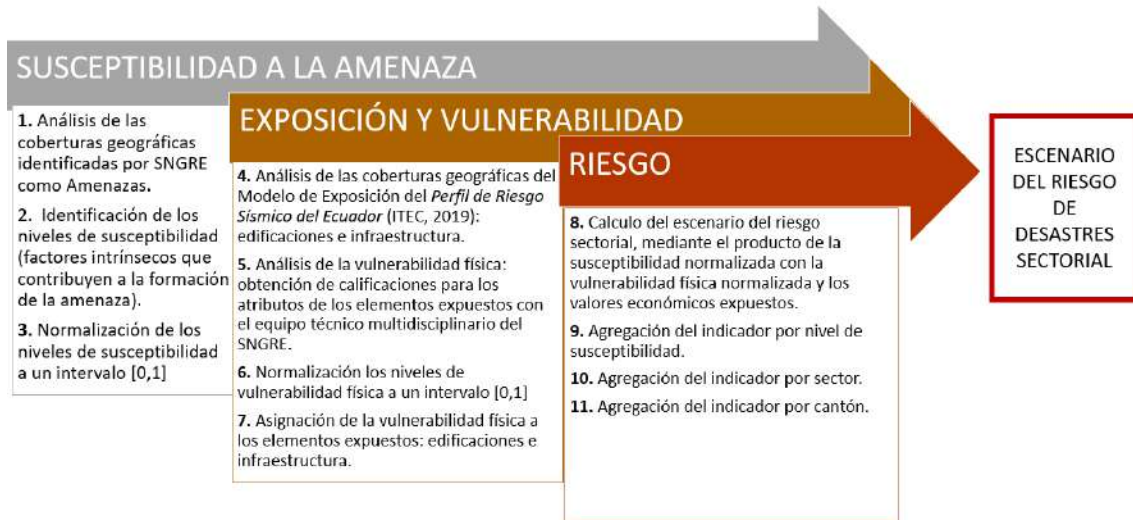 SUSCEPTIBILIDAD A LA AMENAZA
1. Análisis de las
coberturas geográficas
identificadas por SNGRE
como Amenazas.
2. Identificación de los
niveles de susceptibilidad
(factores intrínsecos que
contribuyen a la formación
de la amenaza).
3. Normalización de los
niveles de susceptibilidad
a un intervalo [0,1]
EXPOSICIÓN Y VULNERABILIDAD
4. Análisis de las coberturas geográficas del
Modelo de Exposición del Perfil de Riesgo
Sísmico del Ecuador (ITEC, 2019):
edificaciones e infraestructura.
5. Análisis de la vulnerabilidad física:
obtención de calificaciones para los
atributos de los elementos expuestos con
el equipo técnico multidisciplinario del
SNGRE.
6. Normalización los niveles de
vulnerabilidad física a un intervalo [0,1]
7. Asignación de la vulnerabilidad física a
los elementos expuestos: edificaciones e
infraestructura.
RIESGO
8. Calculo del escenario del riesgo
sectorial, mediante el producto de la
susceptibilidad normalizada con la
vulnerabilidad física normalizada y los
valores económicos expuestos.
9. Agregación del indicador por nivel de
susceptibilidad.
10. Agregación del indicador por sector.
11. Agregación del indicador por cantón.
ESCENARIO
DEL RIESGO
DE
DESASTRES
SECTORIAL